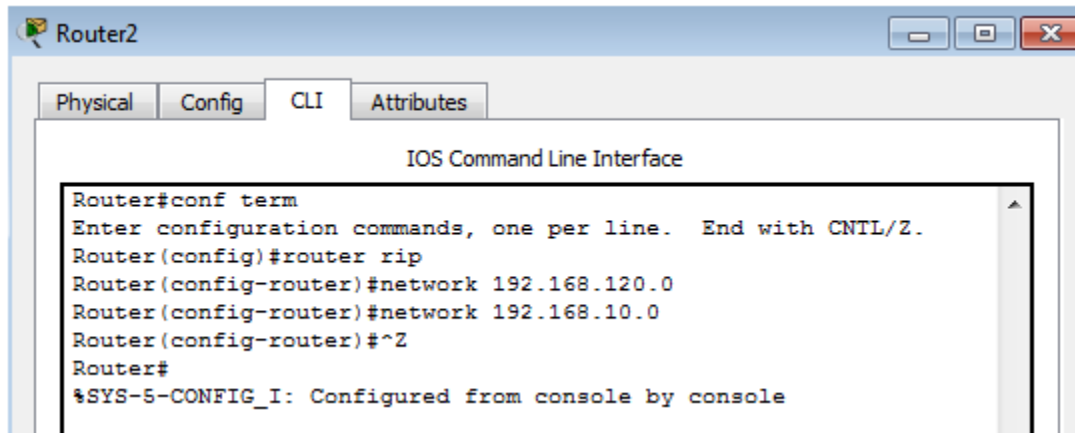 Router2
Physical Config CLI Attributes
IOS Command Line Interface
Router#conf term
Enter configuration commands, one per line.  End with CNTL/Z.
Router(config)#router rip
Router(config-router)#network 192.168.120.0
Router(config-router)#network 192.168.10.0
Router(config-router)#^Z
Router#
%SYS-5-CONFIG_I: Configured from console by console